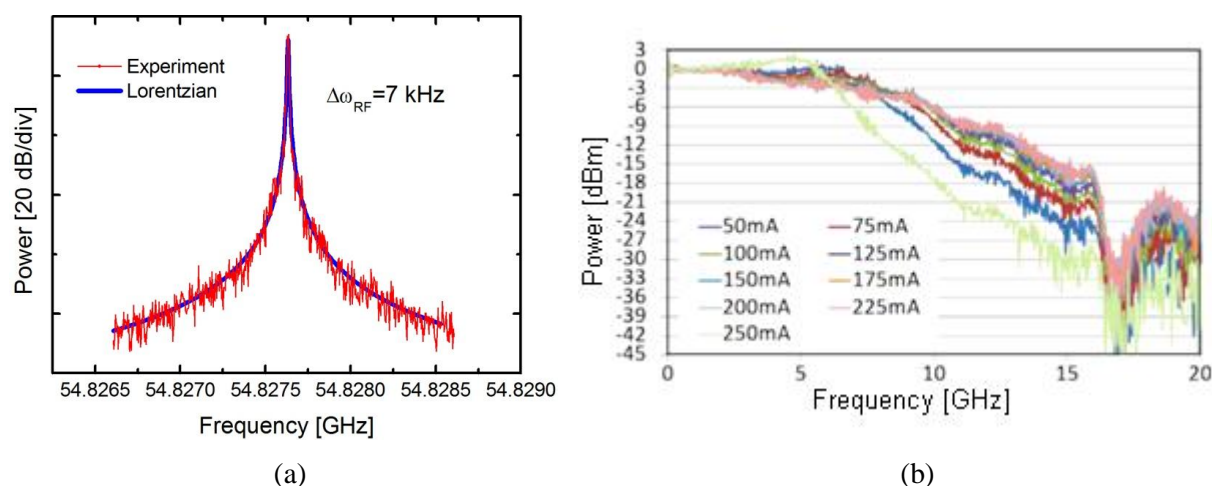 Experiment
Lorentzian
Δω_RF=7 kHz
Power [20 dB/div]
54.8265 54.8270 54.8275 54.8280 54.8285 54.8290
Frequency [GHz]
(a)
3
0
-3
-6
-9
-12
-15
-18
-21
-24
-27
-30
-33
-36
-39
-42
-45
Power [dBm]
50mA 75mA
100mA 125mA
150mA 175mA
200mA 225mA
250mA
0 5 10 15 20
Frequency [GHz]
(b)